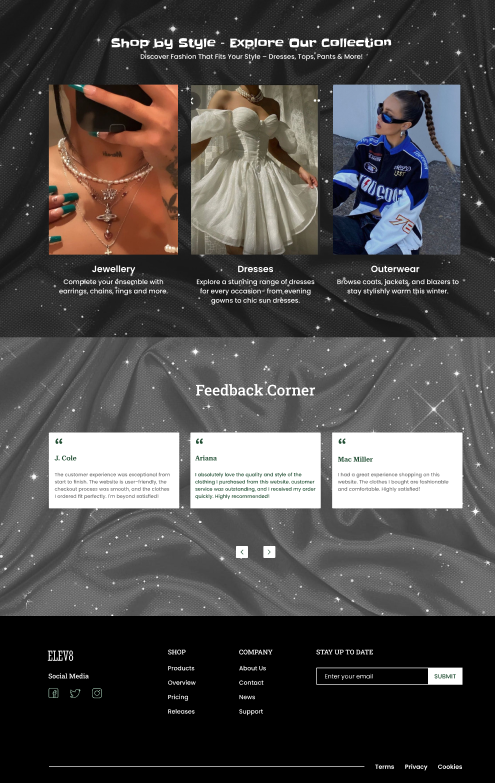 Shop by Style - Explore Our Collection
Discover Fashion That Fits Your Style – Dresses, Tops, Pants & More!
Jewellery
Complete your ensemble with
earrings, chains, rings and more.
Dresses
Explore a stunning range of dresses
for every occasion- from evening
gowns to chic sun dresses.
Outerwear
Browse coats, jackets, and blazers to
stay stylishly warm this winter.
Feedback Corner
“
J. Cole
The customer experience was exceptional from
start to finish. The website is user-friendly, the
checkout process was smooth, and the clothes
I ordered fit perfectly. I'm beyond satisfied!
“
Ariana
I absolutely love the quality and style of the
clothing I purchased from this website. customer
service was outstanding, and I received my order
quickly. Highly recommended!
“
Mac Miller
I had a great experience shopping on this
website. The clothes I bought are fashionable
and comfortable. Highly satisfied!
ELEV8
Social Media
SHOP
Products
Overview
Pricing
Releases
COMPANY
About Us
Contact
News
Support
STAY UP TO DATE
Enter your email
SUBMIT
Terms Privacy Cookies